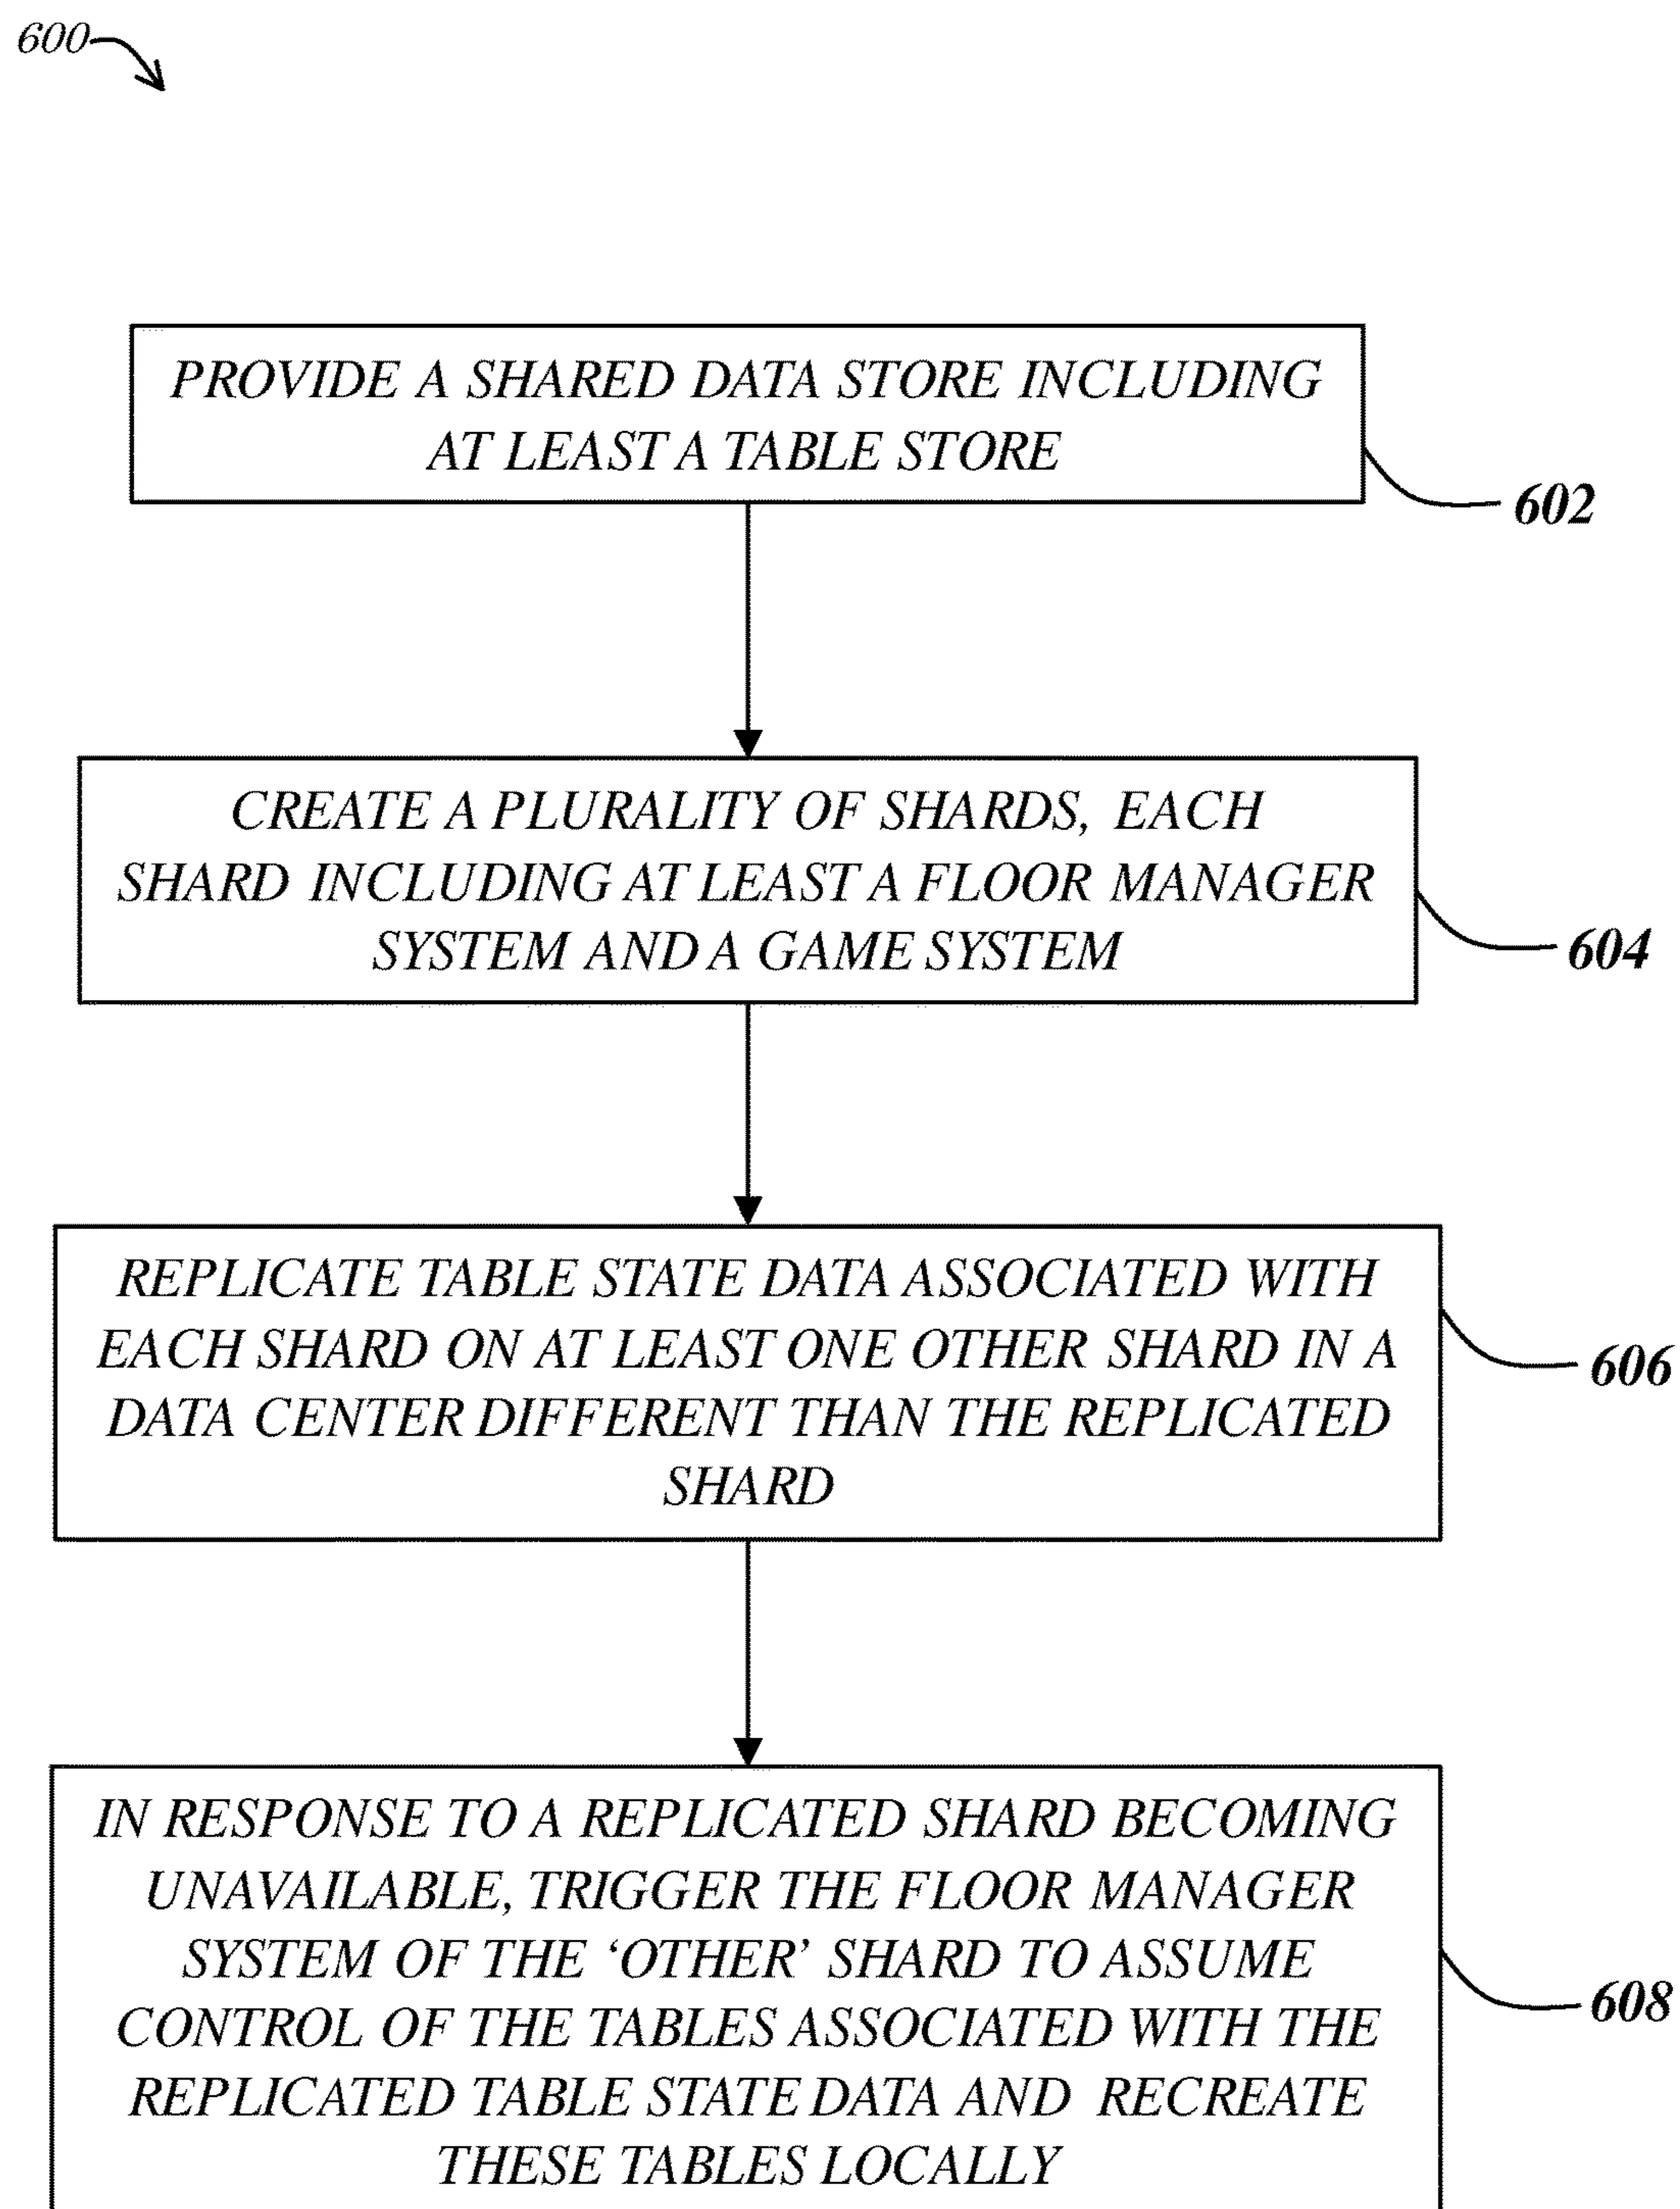 600
PROVIDE A SHARED DATA STORE INCLUDING
AT LEAST A TABLE STORE
602
CREATE A PLURALITY OF SHARDS, EACH
SHARD INCLUDING AT LEAST A FLOOR MANAGER
SYSTEM AND A GAME SYSTEM
604
REPLICATE TABLE STATE DATA ASSOCIATED WITH
EACH SHARD ON AT LEAST ONE OTHER SHARD IN A
DATA CENTER DIFFERENT THAN THE REPLICATED
SHARD
606
IN RESPONSE TO A REPLICATED SHARD BECOMING
UNAVAILABLE, TRIGGER THE FLOOR MANAGER
SYSTEM OF THE ‘OTHER’ SHARD TO ASSUME
CONTROL OF THE TABLES ASSOCIATED WITH THE
REPLICATED TABLE STATE DATA AND RECREATE
THESE TABLES LOCALLY
608